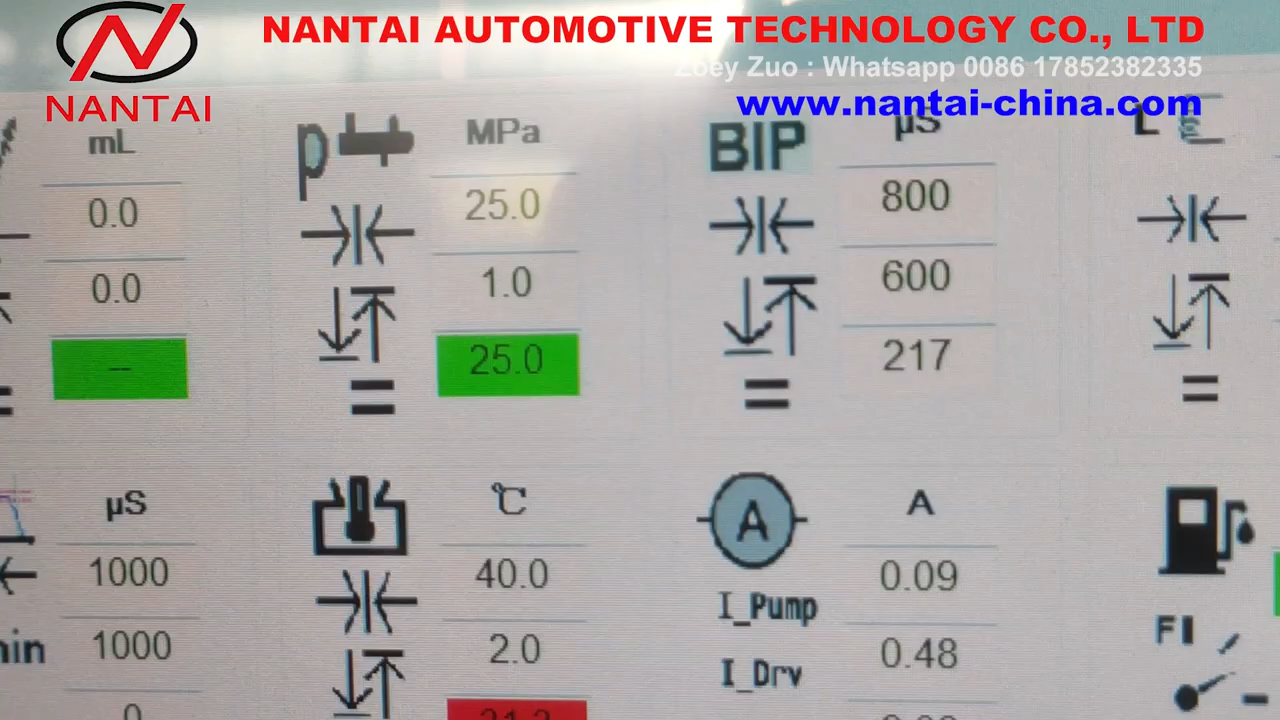 NANTAI AUTOMOTIVE TECHNOLOGY CO., LTD
Zoey Zuo : Whatsapp 0086 17852382335
www.nantai-china.com
NANTAI
mL
0.0
0.0
--
p
MPa
25.0
1.0
25.0
=
BIP
µS
800
600
217
=
L
=
µS
1000
1000
0
℃
40.0
2.0
A
A
0.09
I_Pump
0.48
I_Drv